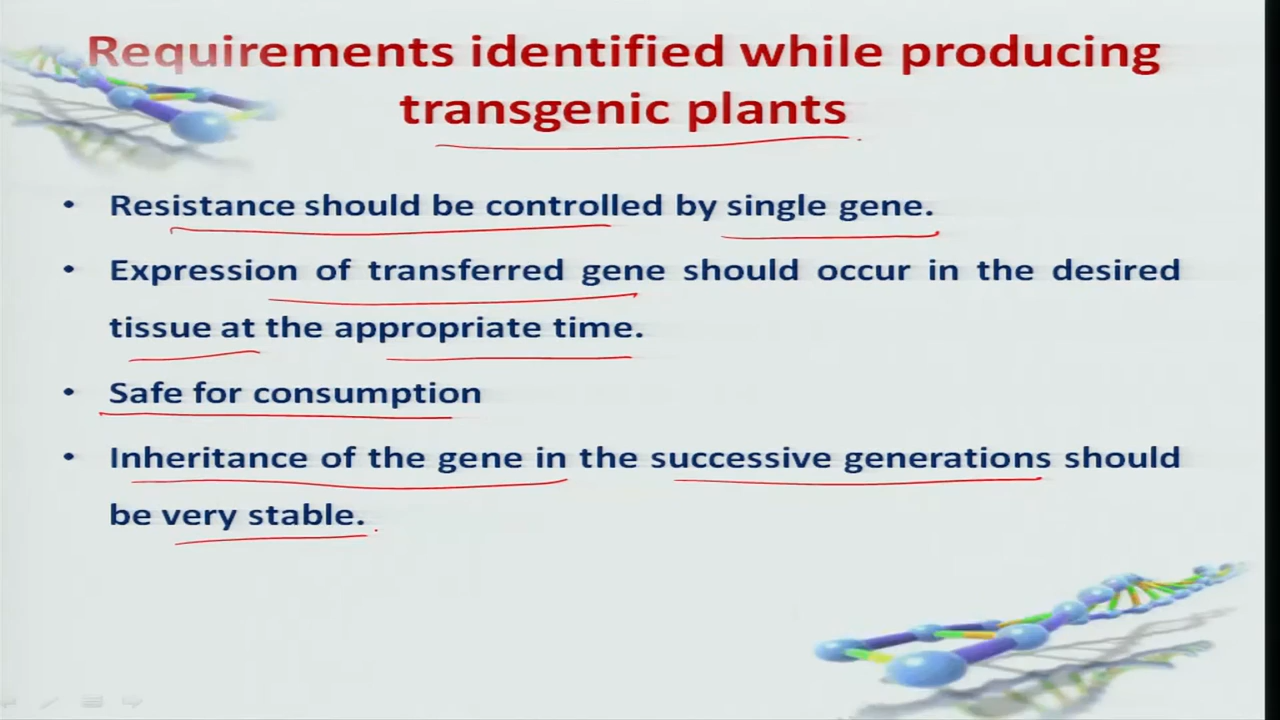 Requirements identified while producing
transgenic plants
• Resistance should be controlled by single gene.
• Expression of transferred gene should occur in the desired
tissue at the appropriate time.
• Safe for consumption
• Inheritance of the gene in the successive generations should
be very stable.